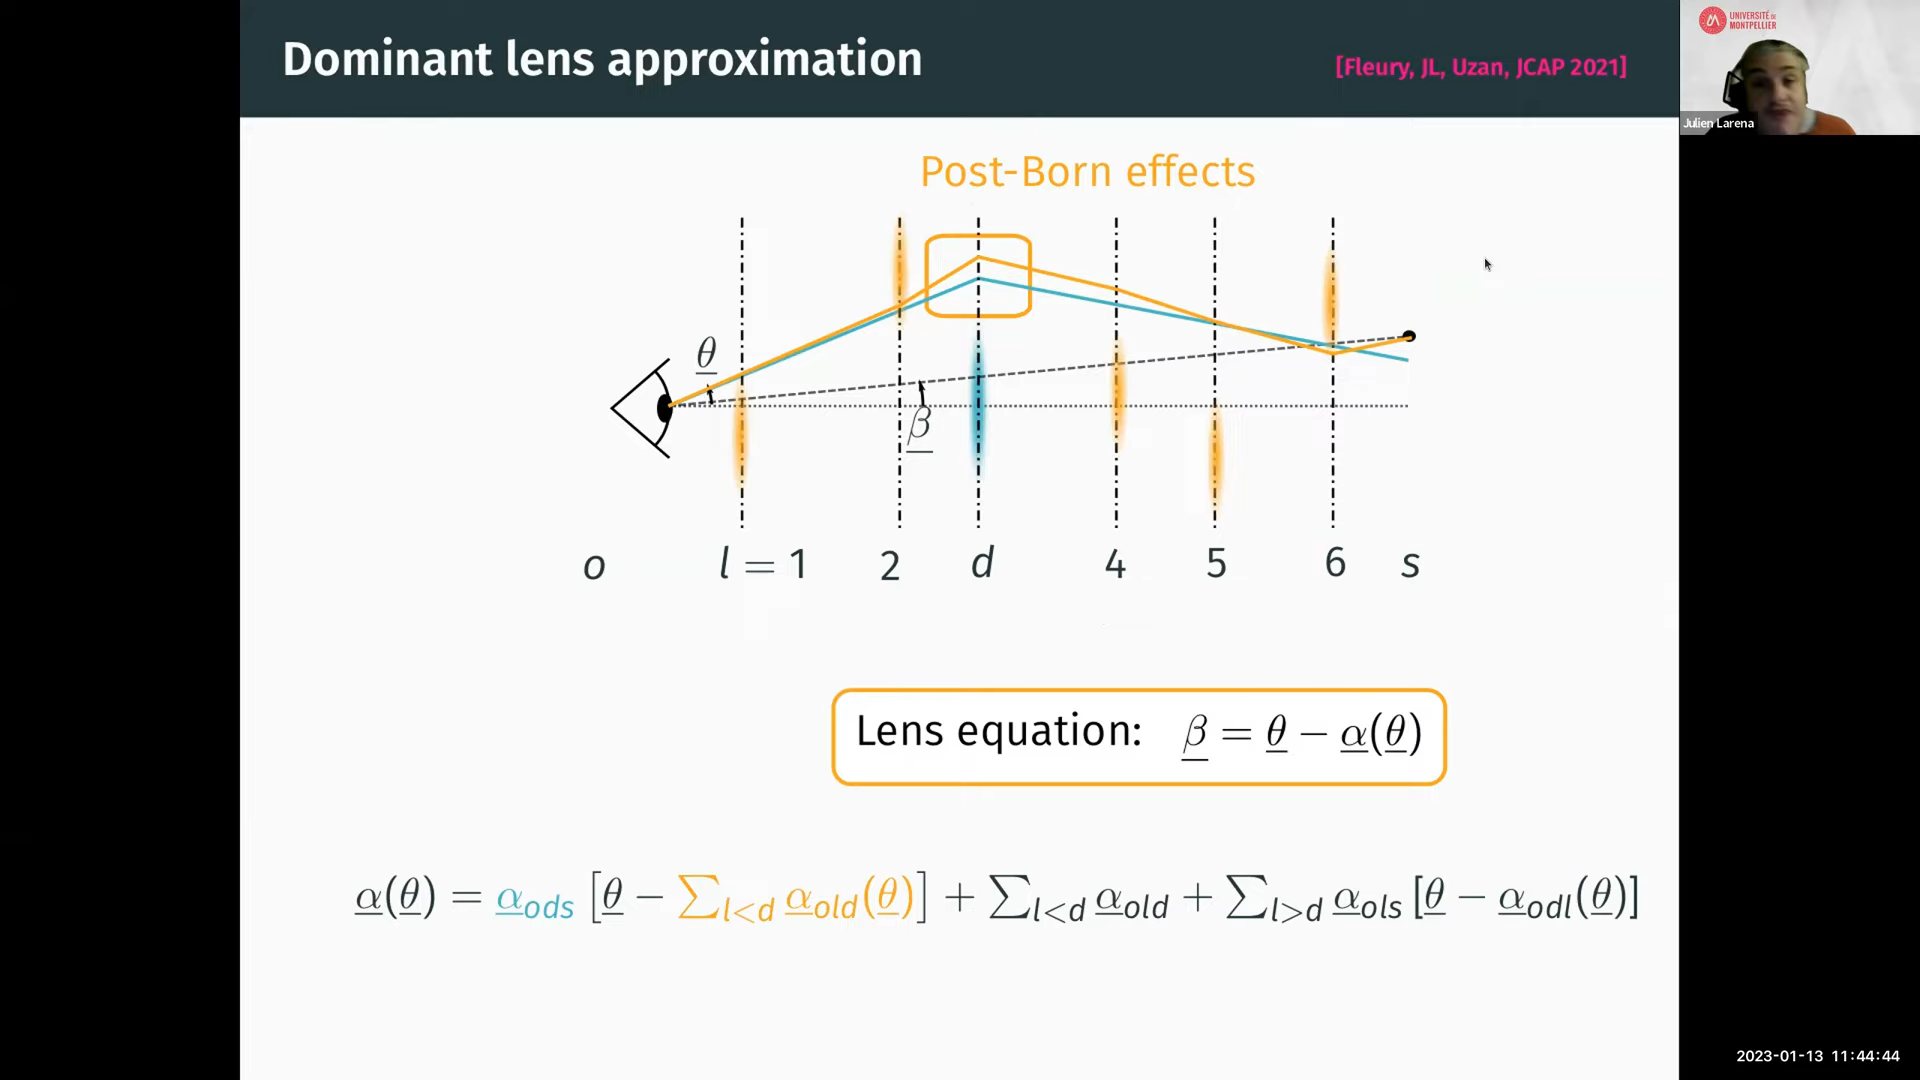 Dominant lens approximation
[Fleury, JL, Uzan, JCAP 2021]
UNIVERSITÉ DE
MONTPELLIER
Julien Larena
Post-Born effects
θ
β
o l = 1 2 d 4 5 6 s
Lens equation: β = θ − α(θ)
α(θ) = α_ods [θ − ∑_{l<d} α_old(θ)] + ∑_{l<d} α_old + ∑_{l>d} α_ols [θ − α_odl(θ)]
2023-01-13 11:44:44